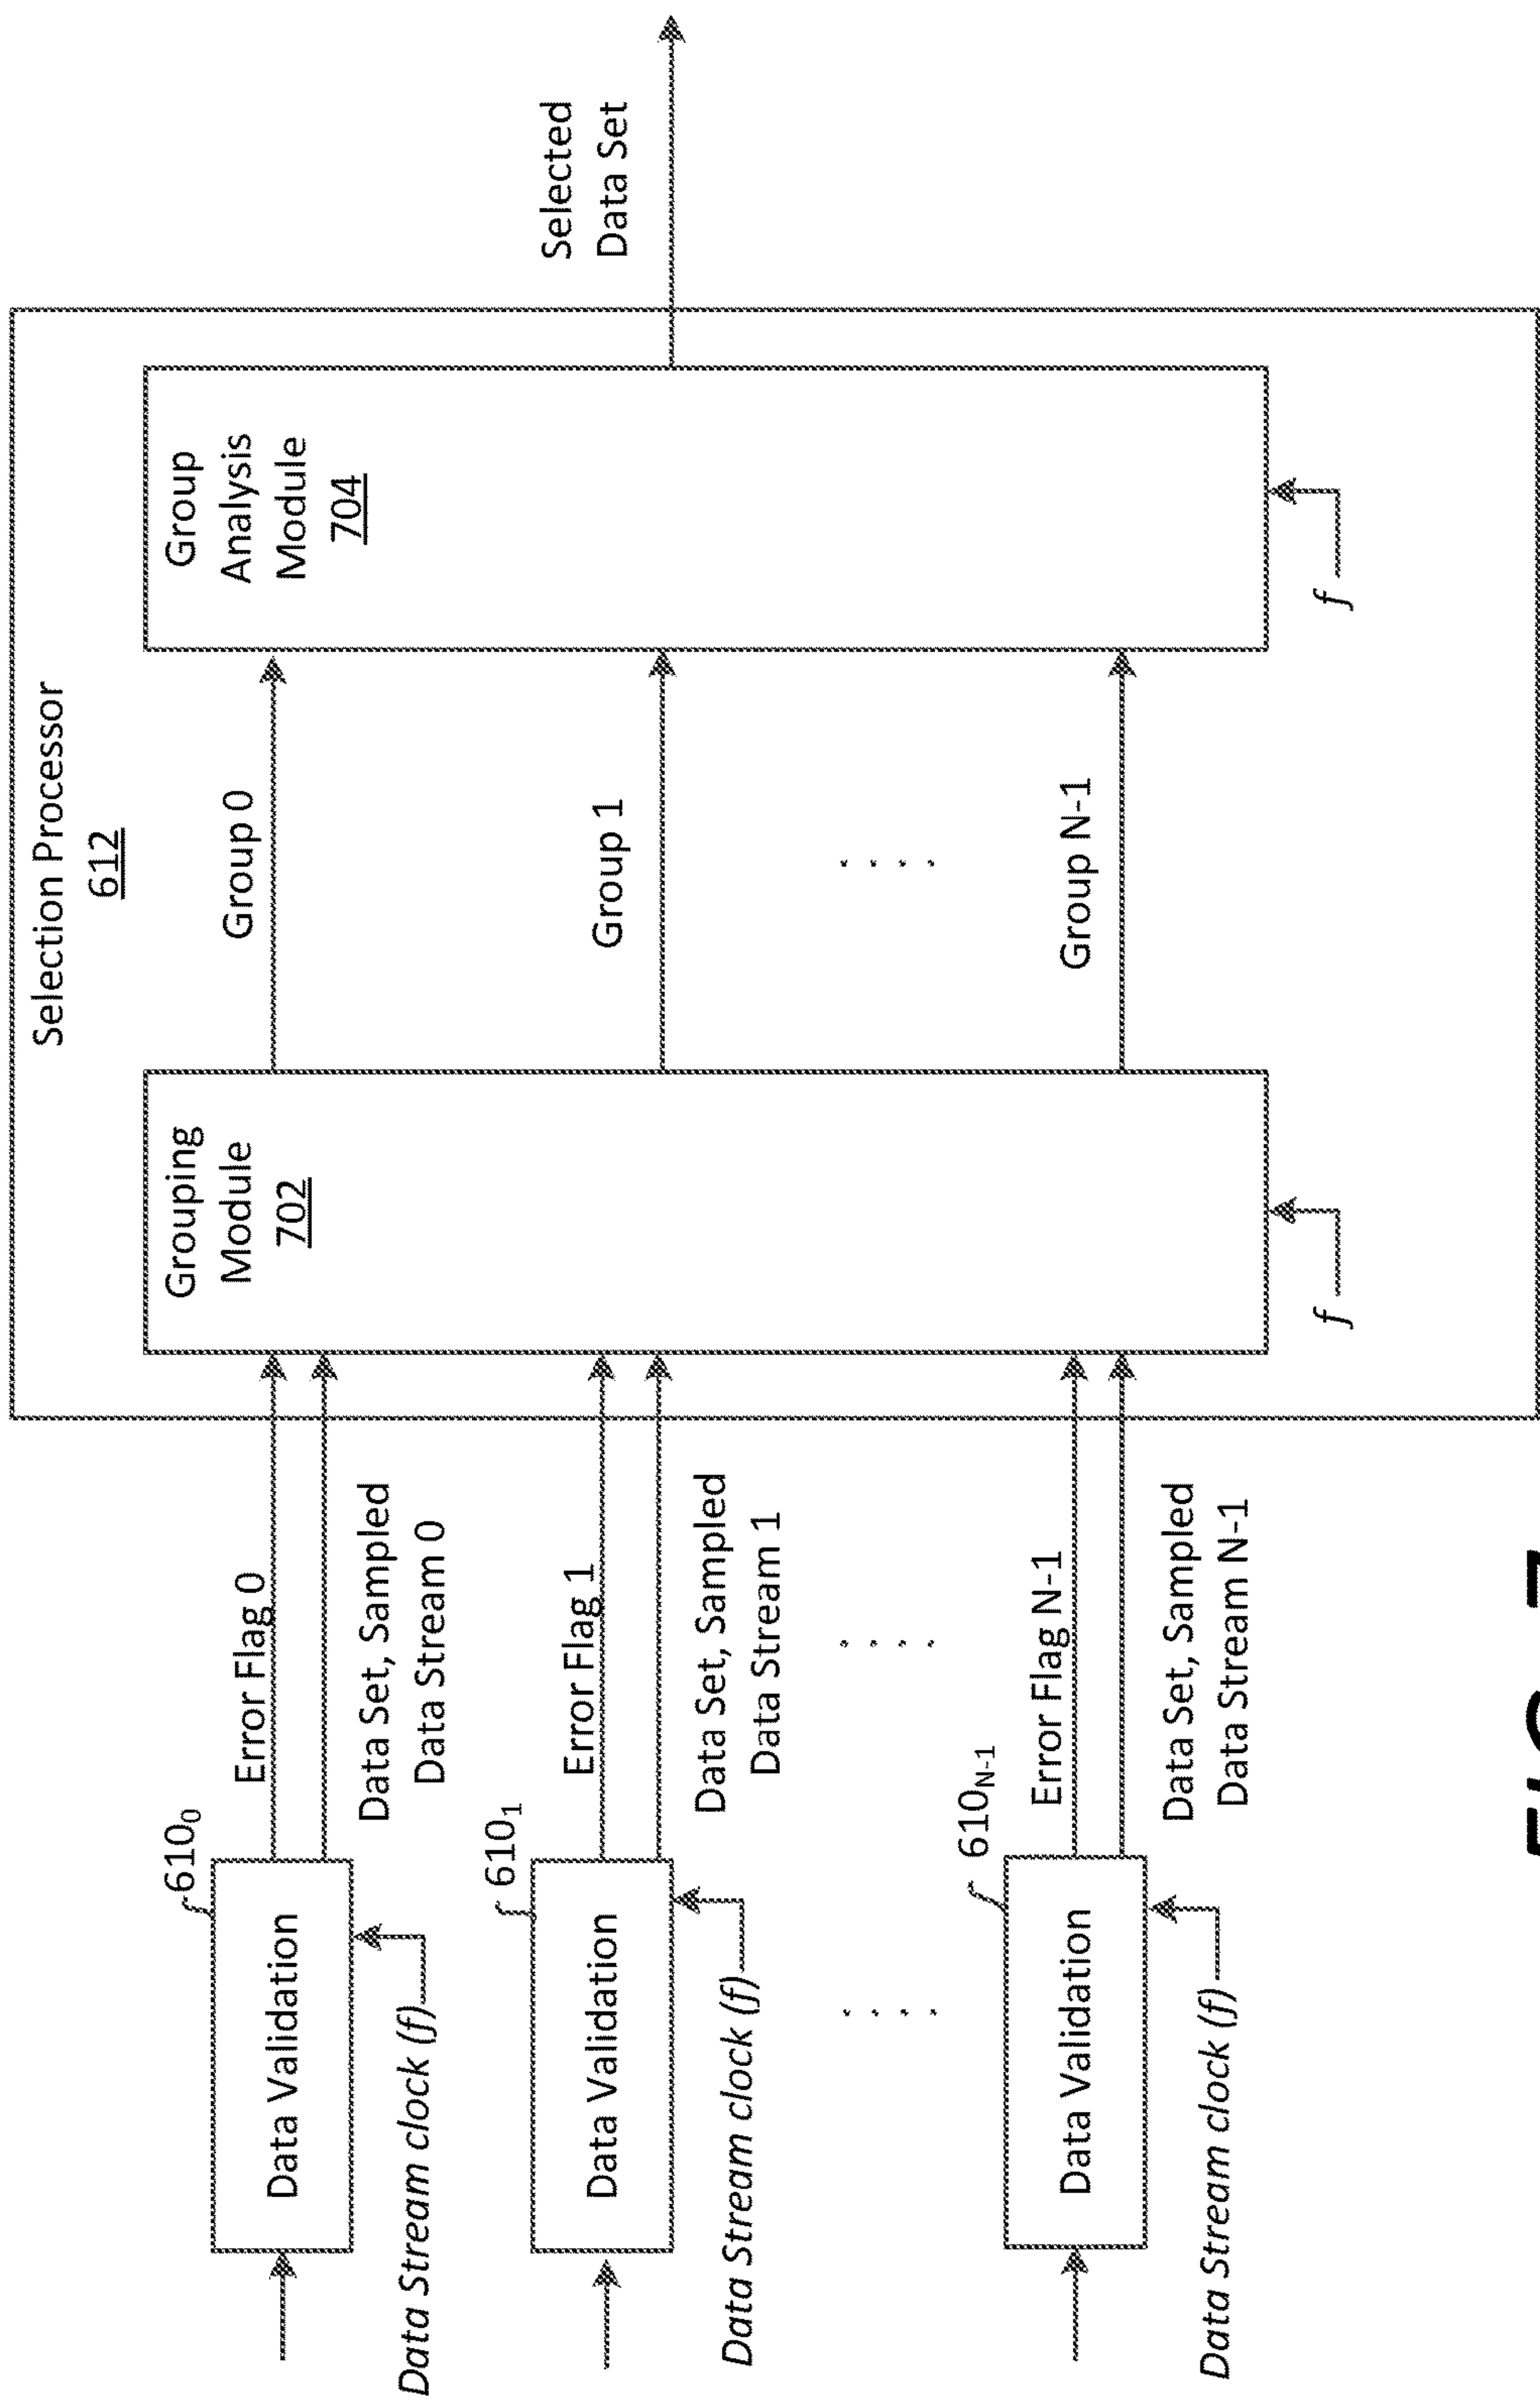 Selection Processor
612
Data Validation
610₀
Data Stream clock (f)
Error Flag 0
Data Set, Sampled
Data Stream 0
Data Validation
610₁
Data Stream clock (f)
Error Flag 1
Data Set, Sampled
Data Stream 1
Data Validation
610N-1
Data Stream clock (f)
Error Flag N-1
Data Set, Sampled
Data Stream N-1
Grouping
Module
702
f
Group 0
Group 1
Group N-1
Group
Analysis
Module
704
f
Selected
Data Set